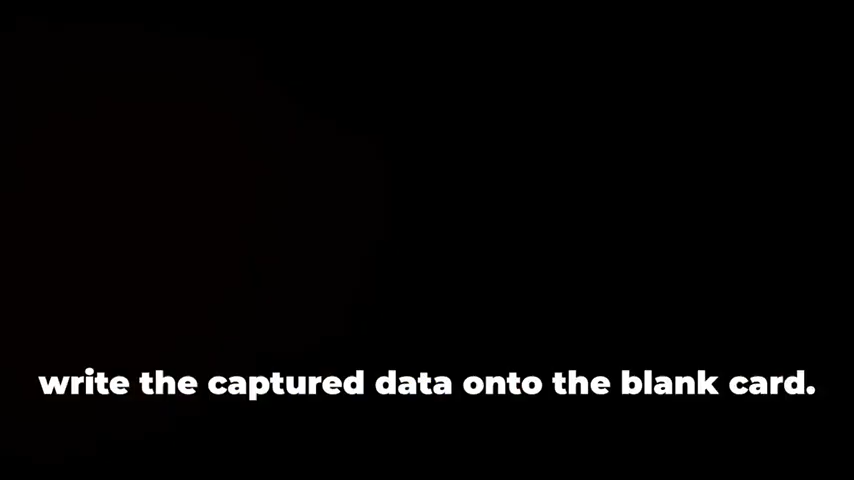 write the captured data onto the blank card.